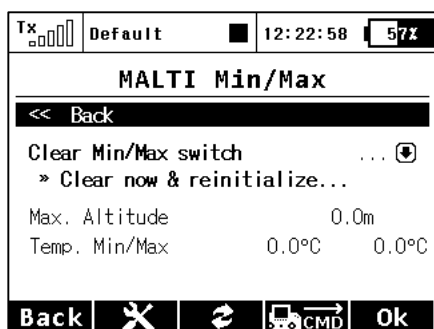 Tx Default 12:22:58 57%
MALTI Min/Max
<< Back
Clear Min/Max switch ...
» Clear now & reinitialize...
Max. Altitude 0.0m
Temp. Min/Max 0.0°C 0.0°C
Back CMD Ok